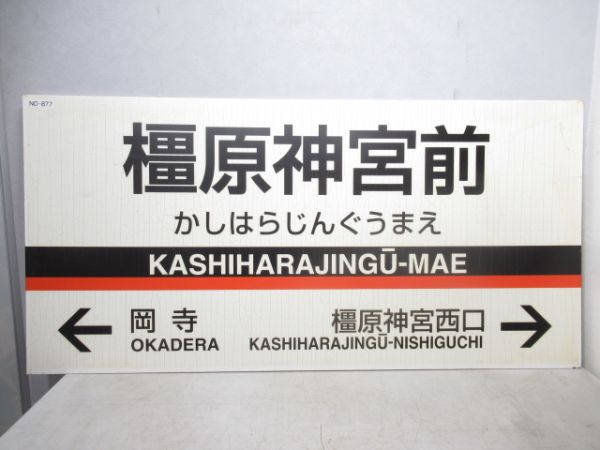 NO-877
橿原神宮前
かしはらじんぐうまえ
KASHIHARAJINGŪ-MAE
← 岡寺 橿原神宮西口 →
OKADERA KASHIHARAJINGŪ-NISHIGUCHI